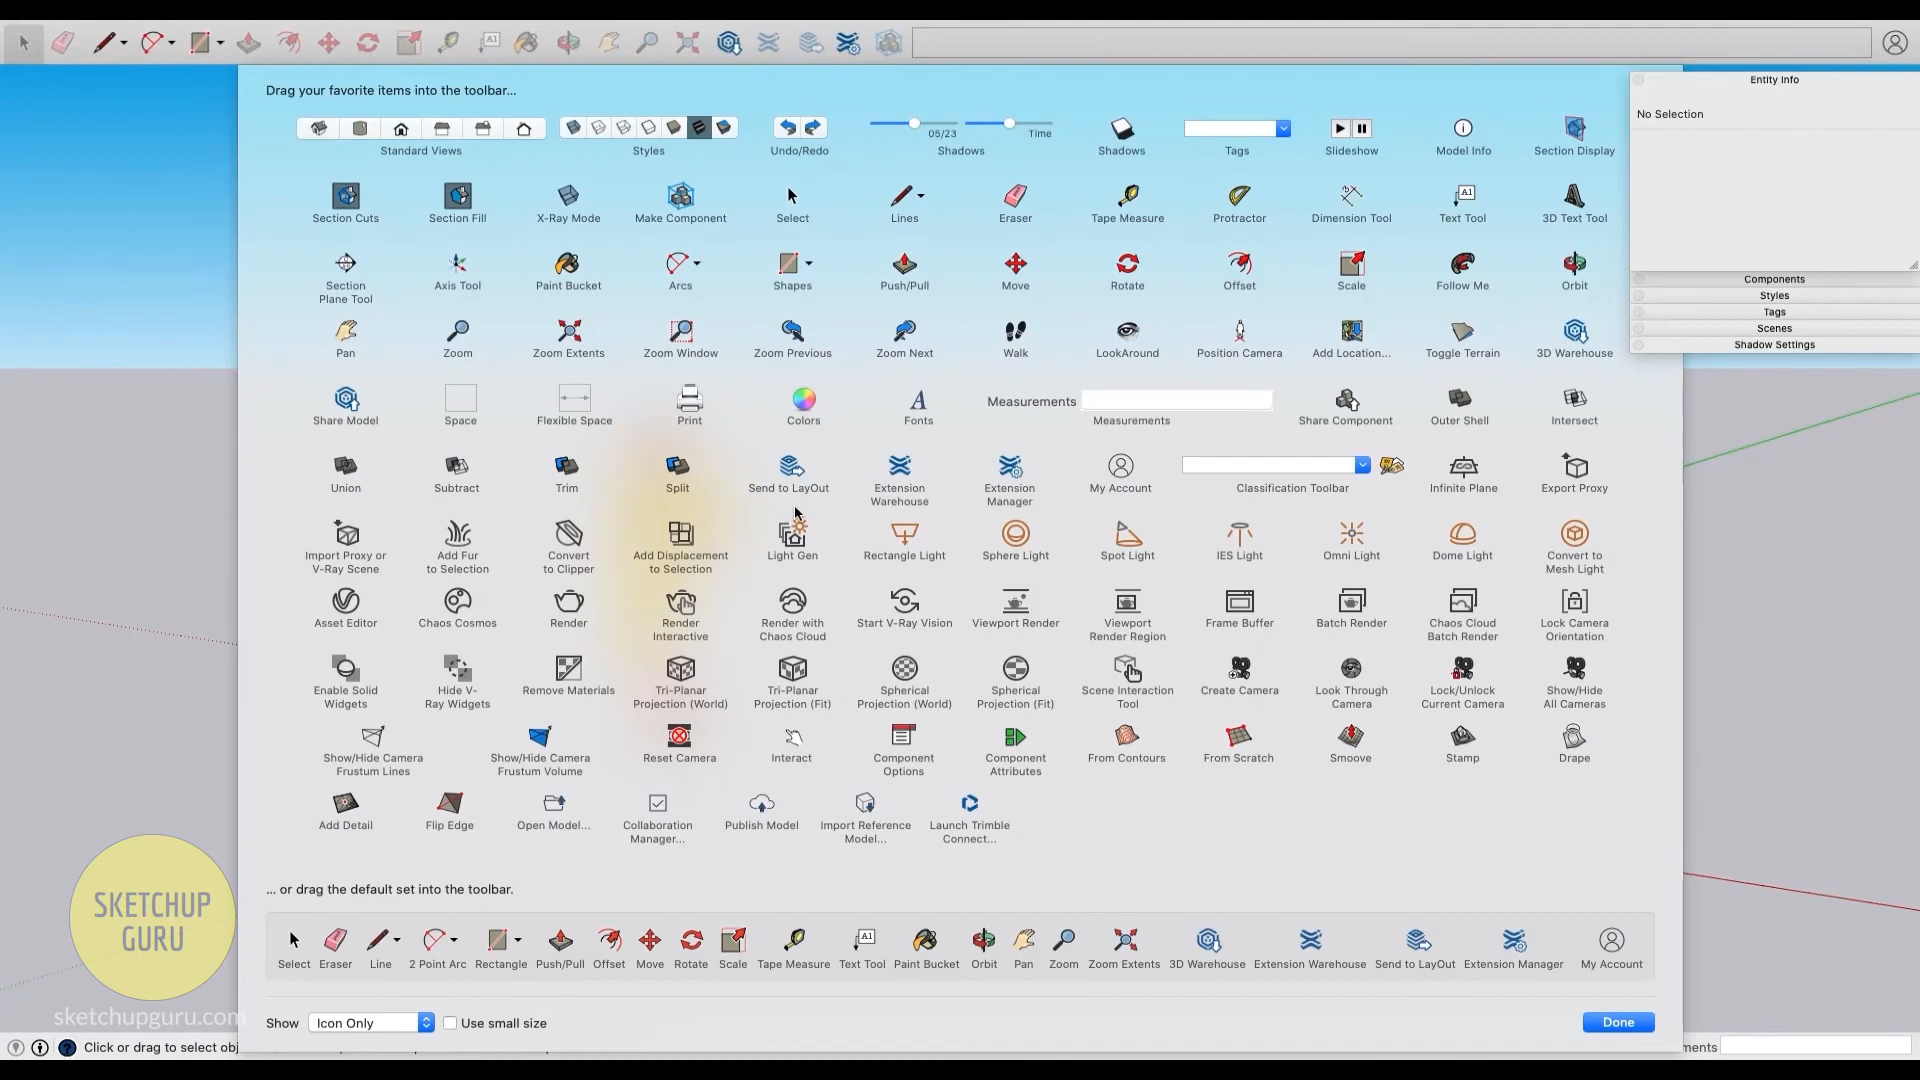 A1
Drag your favorite items into the toolbar...
05/23
Time
Standard Views
Styles
Undo/Redo
Shadows
Shadows
Tags
Slideshow
Model Info
Section Display
Section Cuts
Section Fill
X-Ray Mode
Make Component
Select
Lines
Eraser
Tape Measure
Protractor
Dimension Tool
A1
Text Tool
3D Text Tool
Section
Plane Tool
Axis Tool
Paint Bucket
Arcs
Shapes
Push/Pull
Move
Rotate
Offset
Scale
Follow Me
Orbit
Pan
Zoom
Zoom Extents
Zoom Window
Zoom Previous
Zoom Next
Walk
LookAround
Position Camera
Add Location...
Toggle Terrain
3D Warehouse
Share Model
Space
Flexible Space
Print
Colors
Fonts
Measurements
Measurements
Share Component
Outer Shell
Intersect
Union
Subtract
Trim
Split
Send to LayOut
Extension
Warehouse
Extension
Manager
My Account
Classification Toolbar
Infinite Plane
Export Proxy
Import Proxy or
V-Ray Scene
Add Fur
to Selection
Convert
to Clipper
Add Displacement
to Selection
Light Gen
Rectangle Light
Sphere Light
Spot Light
IES Light
Omni Light
Dome Light
Convert to
Mesh Light
Asset Editor
Chaos Cosmos
Render
Render
Interactive
Render with
Chaos Cloud
Start V-Ray Vision
Viewport Render
Viewport
Render Region
Frame Buffer
Batch Render
Chaos Cloud
Batch Render
Lock Camera
Orientation
Enable Solid
Widgets
Hide V-
Ray Widgets
Remove Materials
Tri-Planar
Projection (World)
Tri-Planar
Projection (Fit)
Spherical
Projection (World)
Spherical
Projection (Fit)
Scene Interaction
Tool
Create Camera
Look Through
Camera
Lock/Unlock
Current Camera
Show/Hide
All Cameras
Show/Hide Camera
Frustum Lines
Show/Hide Camera
Frustum Volume
Reset Camera
Interact
Component
Options
Component
Attributes
From Contours
From Scratch
Smoove
Stamp
Drape
Add Detail
Flip Edge
Open Model...
Collaboration
Manager...
Publish Model
Import Reference
Model...
Launch Trimble
Connect...
... or drag the default set into the toolbar.
A1
Select
Eraser
Line
2 Point Arc
Rectangle
Push/Pull
Offset
Move
Rotate
Scale
Tape Measure
Text Tool
Paint Bucket
Orbit
Pan
Zoom
Zoom Extents
3D Warehouse
Extension Warehouse
Send to LayOut
Extension Manager
My Account
Show
Icon Only
Use small size
Done
Entity Info
No Selection
Components
Styles
Tags
Scenes
Shadow Settings
SKETCHUP
GURU
sketchupguru.com
Click or drag to select obj
ments